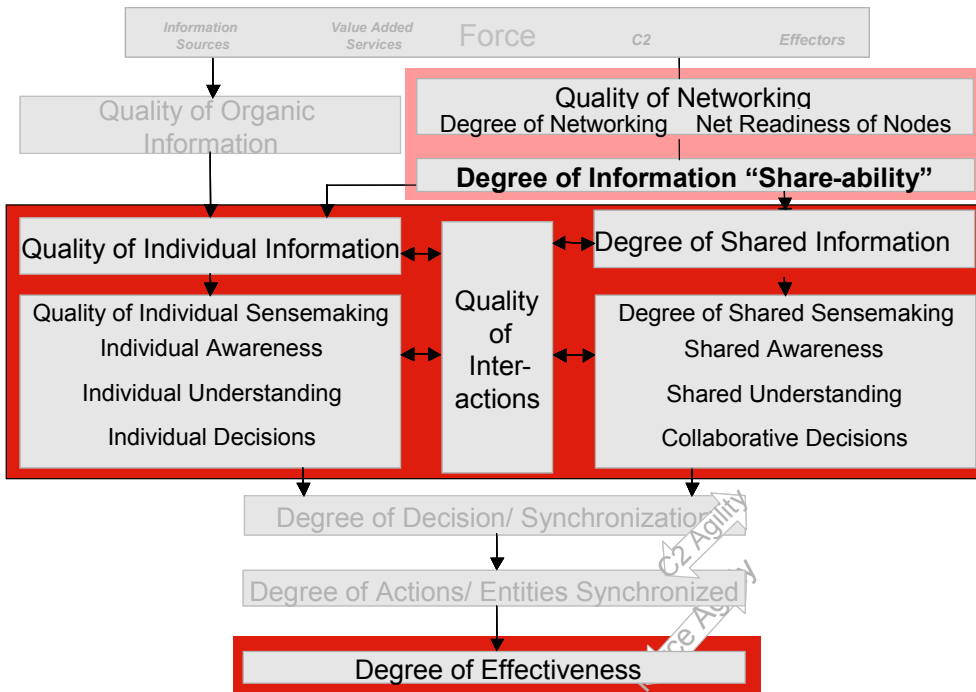 Information
Sources
Value Added
Services
Force
C2
Effectors
Quality of Organic
Information
Quality of Networking
Degree of Networking Net Readiness of Nodes
Degree of Information “Share-ability”
Quality of Individual Information
Degree of Shared Information
Quality of Individual Sensemaking
Individual Awareness
Individual Understanding
Individual Decisions
Quality
of
Inter-
actions
Degree of Shared Sensemaking
Shared Awareness
Shared Understanding
Collaborative Decisions
Degree of Decision/ Synchronization
C2 Agility
Degree of Actions/ Entities Synchronized
Agility
Degree of Effectiveness